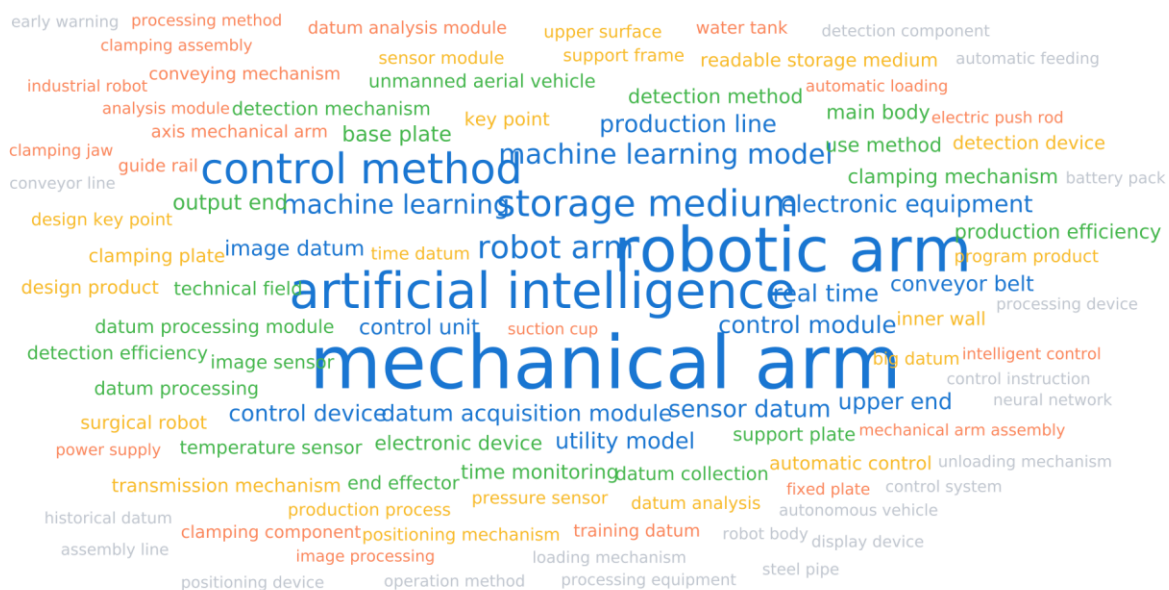 early warning
processing method
datum analysis module
upper surface
water tank
detection component
clamping assembly
sensor module
support frame
readable storage medium
automatic feeding
industrial robot
conveying mechanism
unmanned aerial vehicle
automatic loading
analysis module
detection mechanism
detection method
main body
electric push rod
axis mechanical arm
base plate
key point
production line
clamping jaw
guide rail
control method
machine learning model
use method
detection device
conveyor line
clamping mechanism
battery pack
design key point
output end
machine learning
storage medium
electronic equipment
clamping plate
image datum
time datum
robot arm
robotic arm
production efficiency
program product
design product
technical field
artificial intelligence
real time
conveyor belt
processing device
datum processing module
control unit
suction cup
control module
inner wall
detection efficiency
image sensor
mechanical arm
big datum
intelligent control
datum processing
control instruction
surgical robot
control device
datum acquisition module
sensor datum
upper end
neural network
power supply
temperature sensor
electronic device
utility model
support plate
mechanical arm assembly
transmission mechanism
end effector
time monitoring
datum collection
automatic control
unloading mechanism
historical datum
production process
pressure sensor
datum analysis
fixed plate
control system
assembly line
clamping component
positioning mechanism
training datum
robot body
autonomous vehicle
display device
image processing
loading mechanism
positioning device
operation method
processing equipment
steel pipe